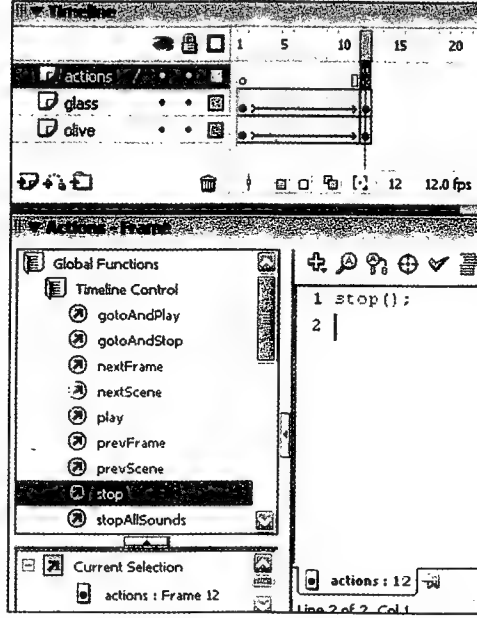 Timeline
1 5 10 15 20
actions
glass
olive
12 12.0 fps
Actions - Frame
Global Functions
Timeline Control
gotoAndPlay
gotoAndStop
nextFrame
nextScene
play
prevFrame
prevScene
stop
stopAllSounds
1 stop();
2
Current Selection
actions : Frame 12
actions : 12
Line 2 of 2, Col 1